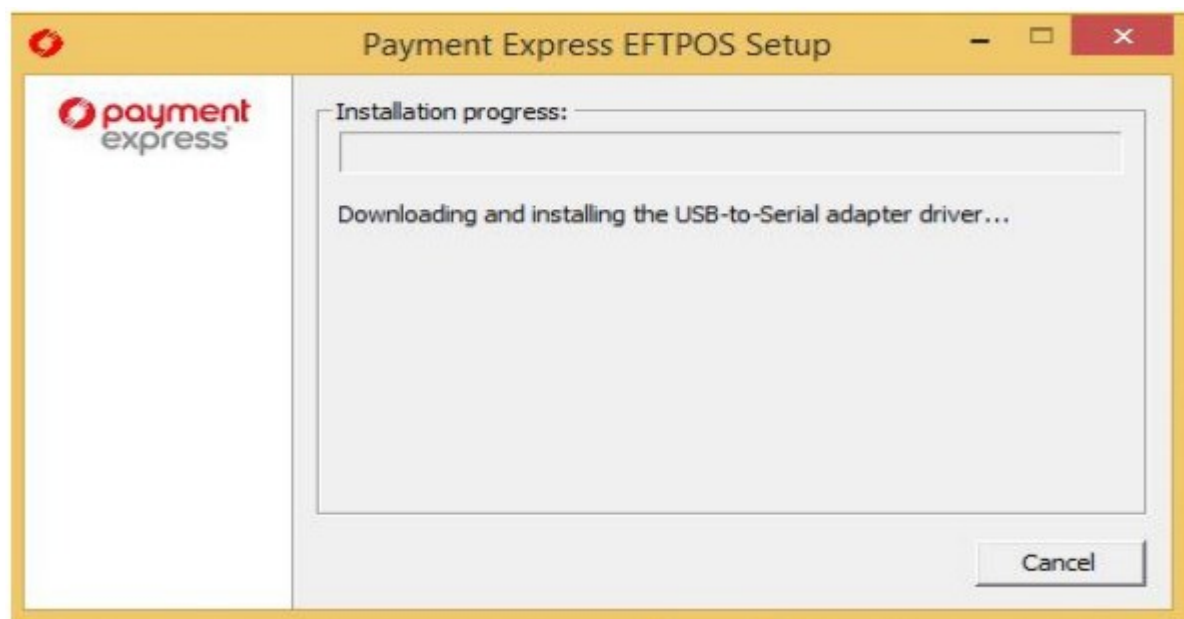 Payment Express EFTPOS Setup
payment
express
Installation progress:
Downloading and installing the USB-to-Serial adapter driver...
Cancel